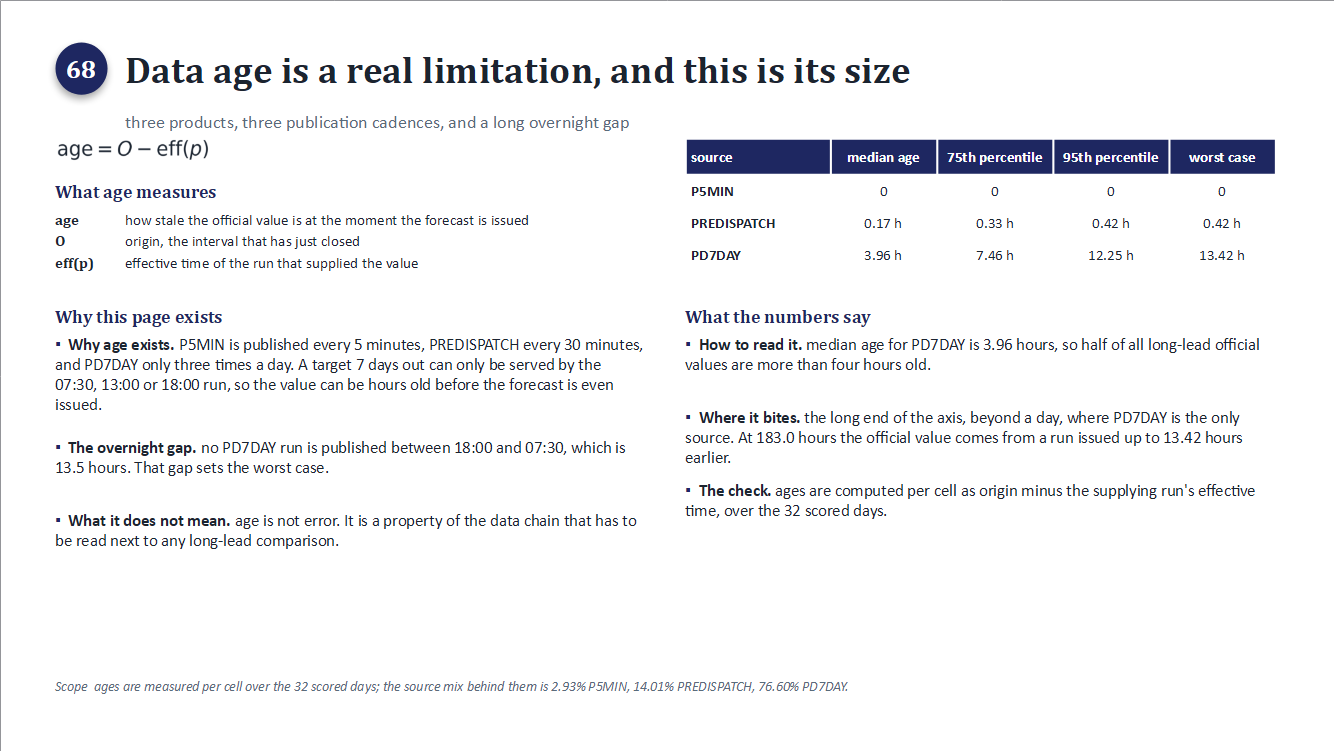 68
Data age is a real limitation, and this is its size
three products, three publication cadences, and a long overnight gap
age = O − eff(p)
What age measures
age how stale the official value is at the moment the forecast is issued
O origin, the interval that has just closed
eff(p) effective time of the run that supplied the value
source median age 75th percentile 95th percentile worst case
P5MIN 0 0 0 0
PREDISPATCH 0.17 h 0.33 h 0.42 h 0.42 h
PD7DAY 3.96 h 7.46 h 12.25 h 13.42 h
Why this page exists
▪ Why age exists. P5MIN is published every 5 minutes, PREDISPATCH every 30 minutes,
and PD7DAY only three times a day. A target 7 days out can only be served by the
07:30, 13:00 or 18:00 run, so the value can be hours old before the forecast is even
issued.
▪ The overnight gap. no PD7DAY run is published between 18:00 and 07:30, which is
13.5 hours. That gap sets the worst case.
▪ What it does not mean. age is not error. It is a property of the data chain that has to
be read next to any long-lead comparison.
What the numbers say
▪ How to read it. median age for PD7DAY is 3.96 hours, so half of all long-lead official
values are more than four hours old.
▪ Where it bites. the long end of the axis, beyond a day, where PD7DAY is the only
source. At 183.0 hours the official value comes from a run issued up to 13.42 hours
earlier.
▪ The check. ages are computed per cell as origin minus the supplying run's effective
time, over the 32 scored days.
Scope ages are measured per cell over the 32 scored days; the source mix behind them is 2.93% P5MIN, 14.01% PREDISPATCH, 76.60% PD7DAY.